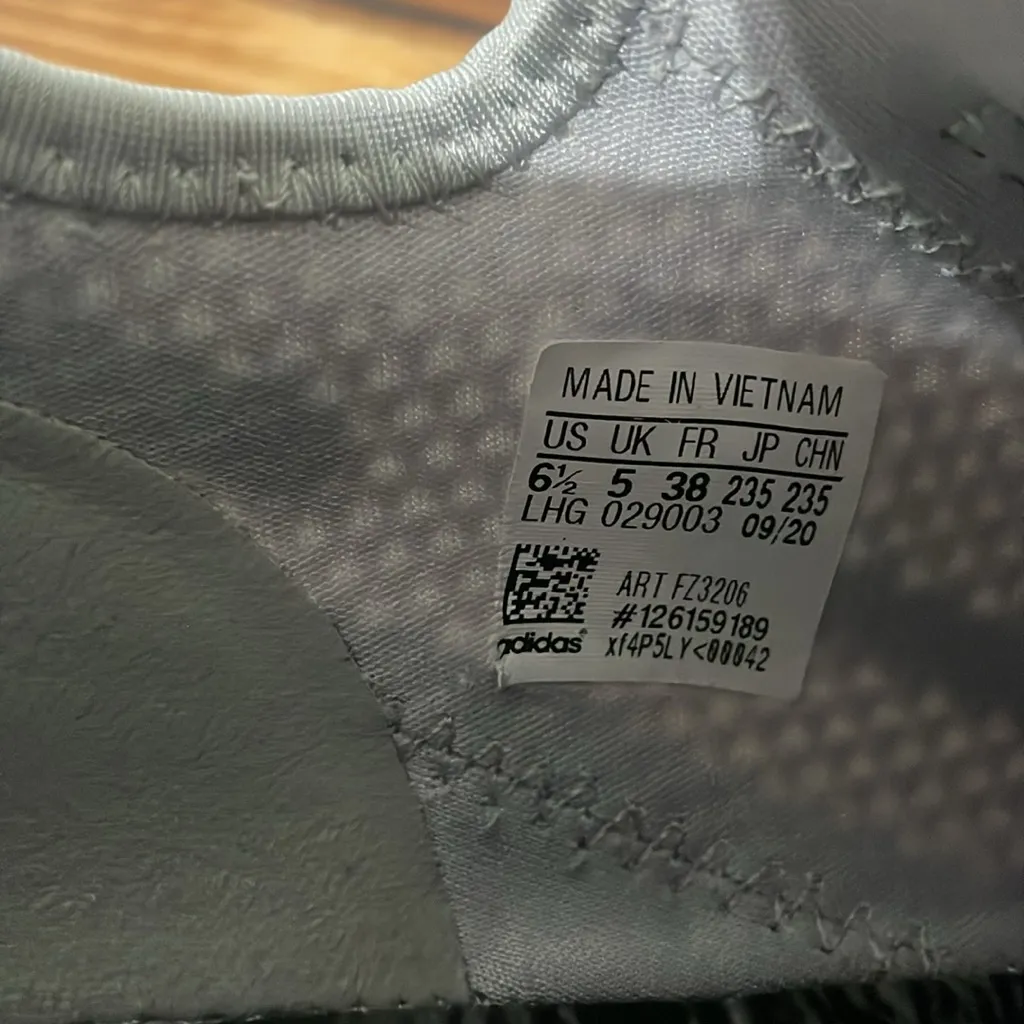 MADE IN VIETNAM
US UK FR JP CHN
6½ 5 38 235 235
LHG 029003 09/20
ART FZ3206
#126159189
xf4P5LY<00042
adidas